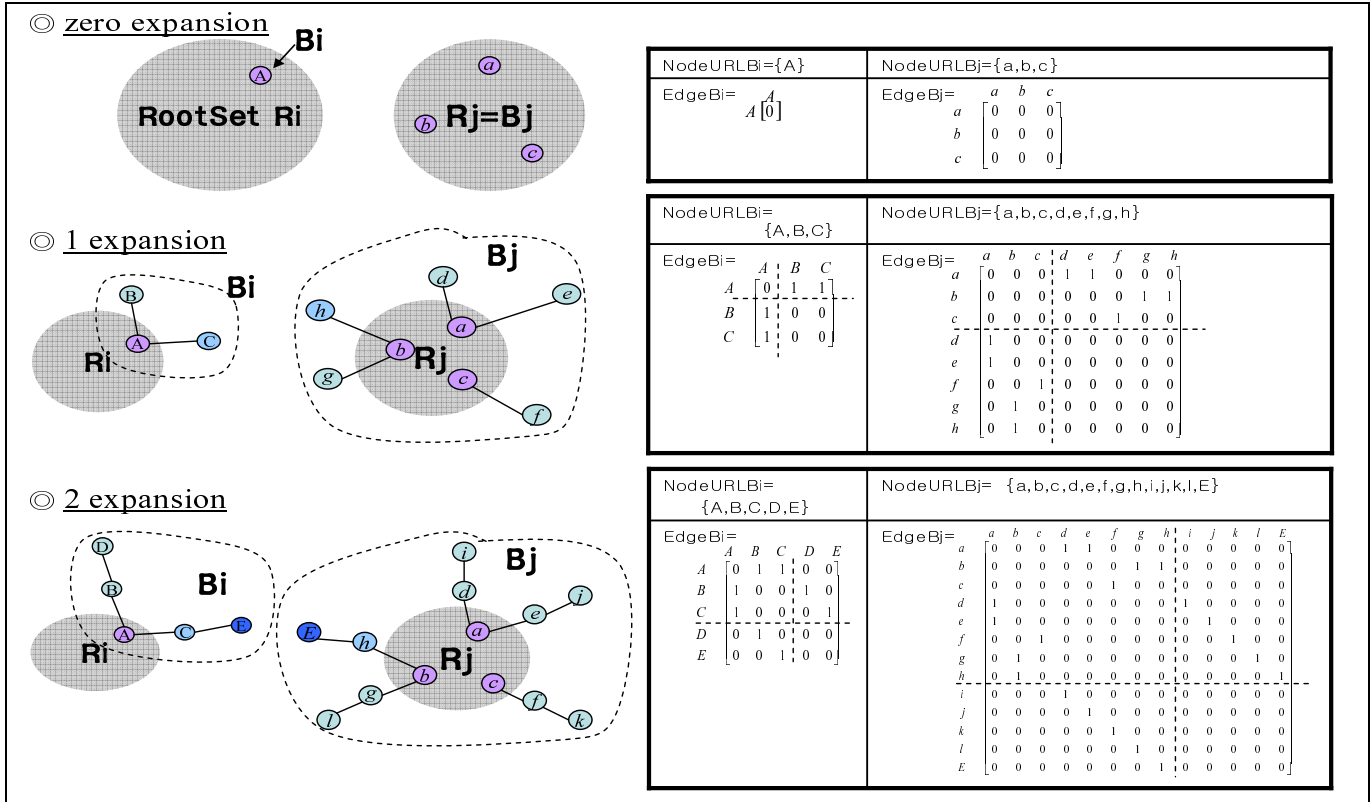 ◎ zero expansion
Bi
A
RootSet Ri
a
b
Rj=Bj
c
NodeURLBi={A}
NodeURLBj={a,b,c}
EdgeBi=
A
A [0]
EdgeBj=
a b c
a 0 0 0
b 0 0 0
c 0 0 0
◎ 1 expansion
Bi
B
A
C
Ri
Bj
d
e
h
a
b
Rj
g
c
f
NodeURLBi=
{A,B,C}
NodeURLBj={a,b,c,d,e,f,g,h}
EdgeBi=
A B C
A 0 1 1
B 1 0 0
C 1 0 0
EdgeBj=
a b c d e f g h
a 0 0 0 1 1 0 0 0
b 0 0 0 0 0 0 1 1
c 0 0 0 0 0 1 0 0
d 1 0 0 0 0 0 0 0
e 1 0 0 0 0 0 0 0
f 0 0 1 0 0 0 0 0
g 0 1 0 0 0 0 0 0
h 0 1 0 0 0 0 0 0
◎ 2 expansion
D
Bi
B
A
C
E
Ri
Bj
i
d
j
e
E
a
h
Rj
b
c
g
f
l
k
NodeURLBi=
{A,B,C,D,E}
NodeURLBj= {a,b,c,d,e,f,g,h,i,j,k,l,E}
EdgeBi=
A B C D E
A 0 1 1 0 0
B 1 0 0 1 0
C 1 0 0 0 1
D 0 1 0 0 0
E 0 0 1 0 0
EdgeBj=
a b c d e f g h i j k l E
a 0 0 0 1 1 0 0 0 0 0 0 0 0
b 0 0 0 0 0 0 1 1 0 0 0 0 0
c 0 0 0 0 0 1 0 0 0 0 0 0 0
d 1 0 0 0 0 0 0 0 1 0 0 0 0
e 1 0 0 0 0 0 0 0 0 1 0 0 0
f 0 0 1 0 0 0 0 0 0 0 1 0 0
g 0 1 0 0 0 0 0 0 0 0 0 1 0
h 0 1 0 0 0 0 0 0 0 0 0 0 1
i 0 0 0 1 0 0 0 0 0 0 0 0 0
j 0 0 0 0 1 0 0 0 0 0 0 0 0
k 0 0 0 0 0 1 0 0 0 0 0 0 0
l 0 0 0 0 0 0 1 0 0 0 0 0 0
E 0 0 0 0 0 0 0 1 0 0 0 0 0